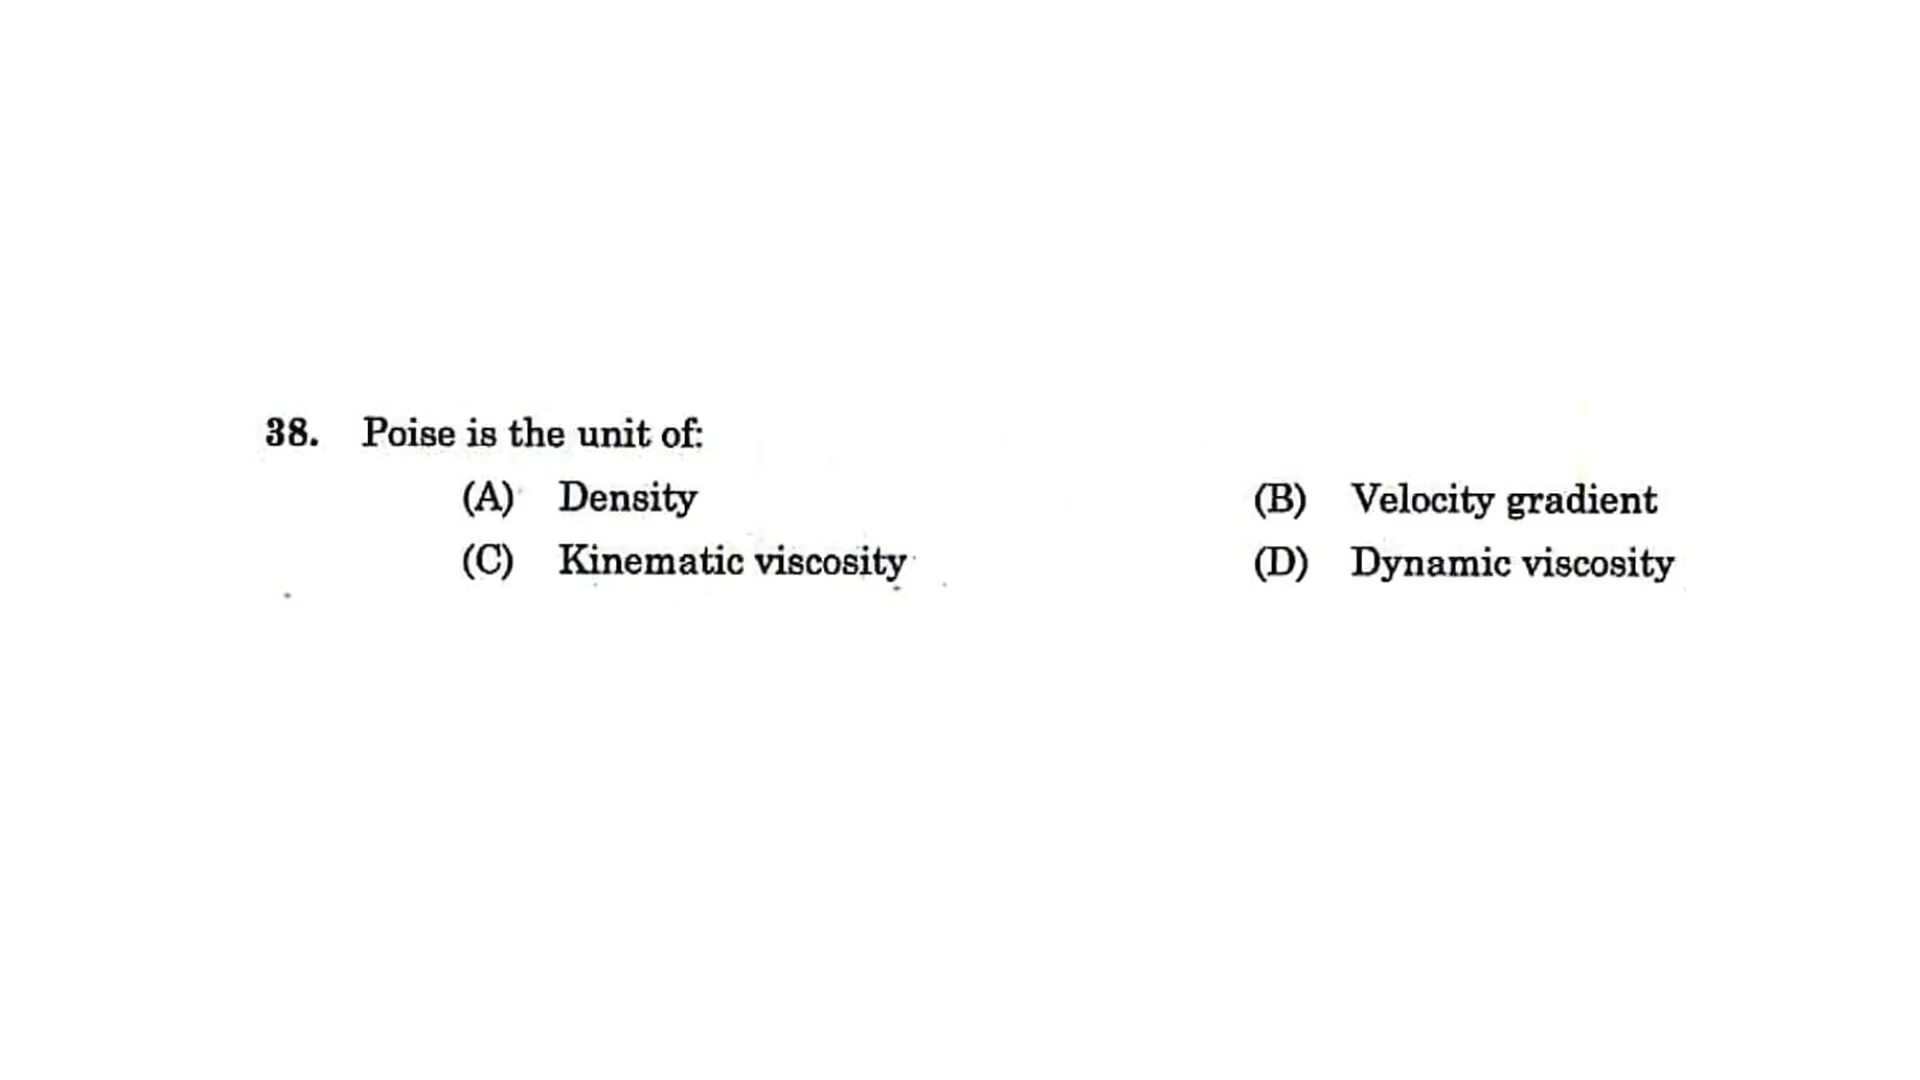 38. Poise is the unit of:
(A) Density (B) Velocity gradient
(C) Kinematic viscosity (D) Dynamic viscosity